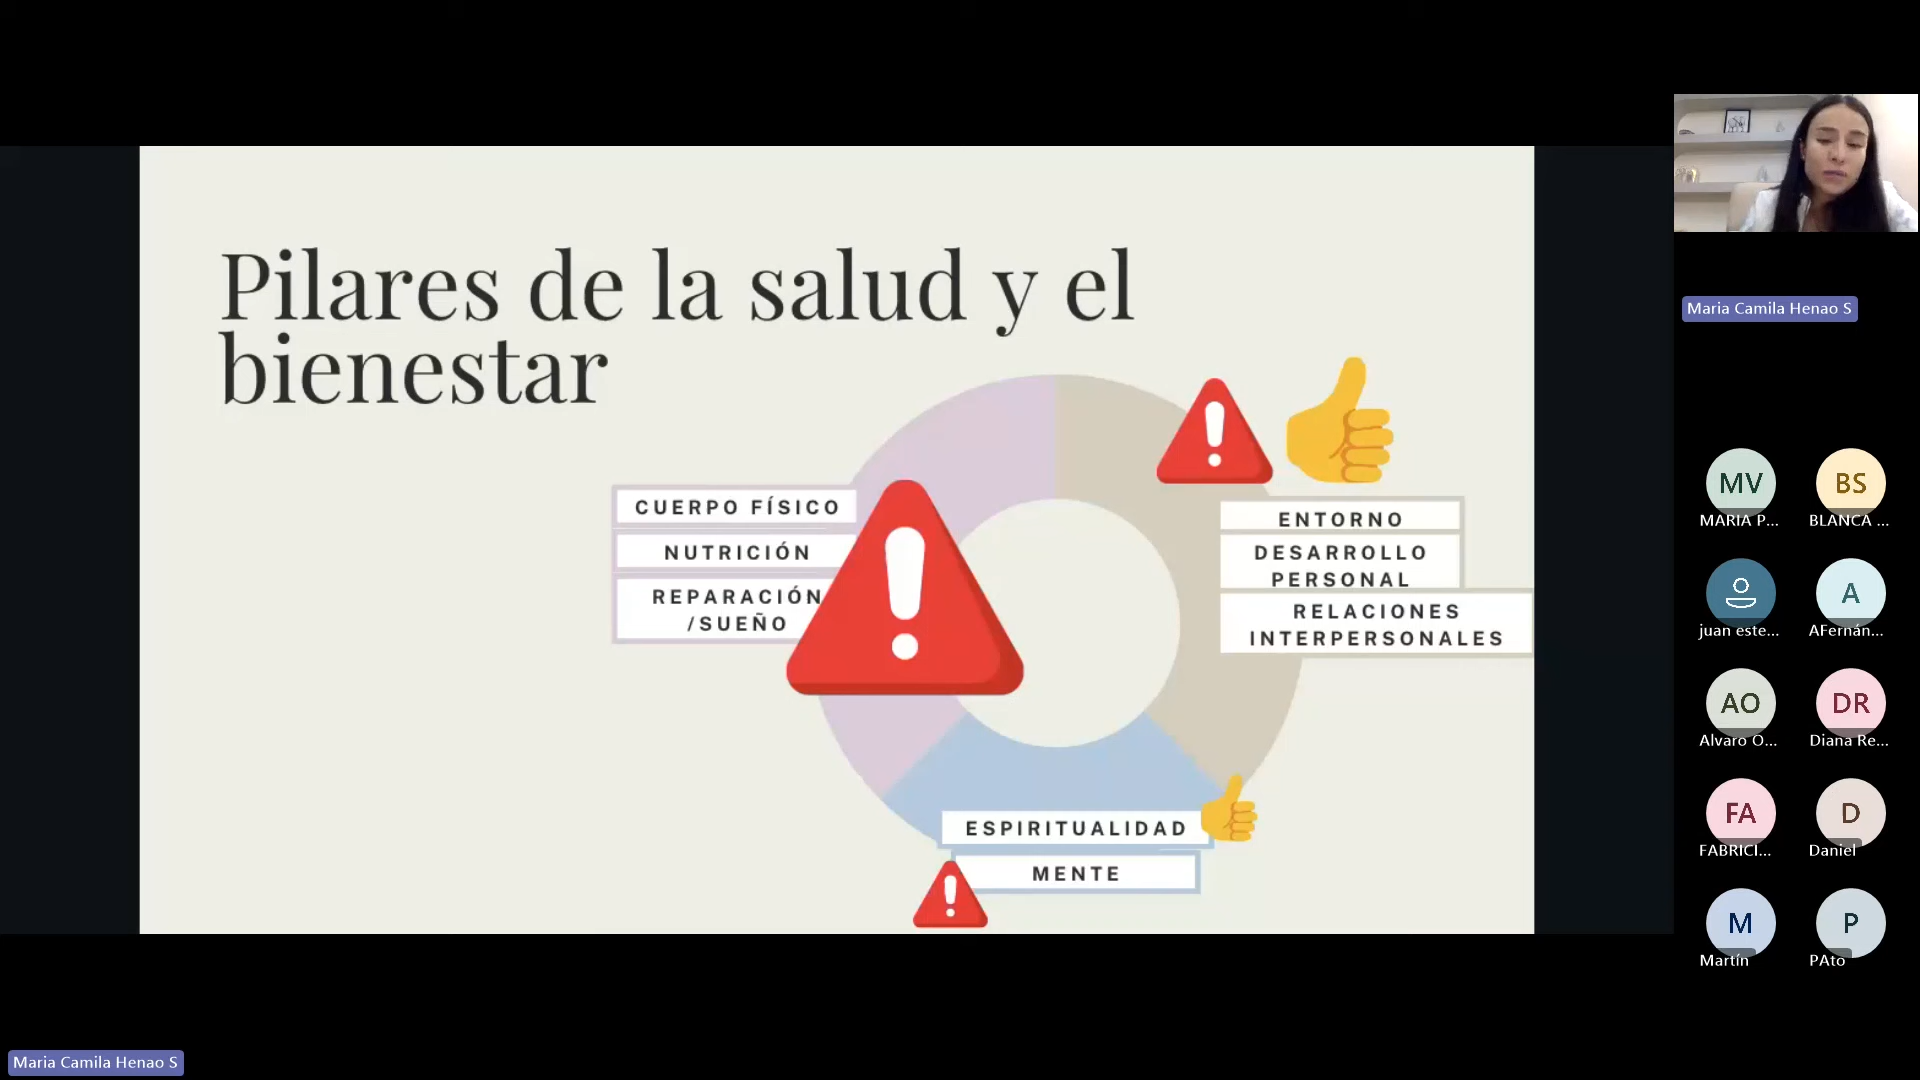 Pilares de la salud y el
bienestar
CUERPO FÍSICO
NUTRICIÓN
REPARACIÓN
/SUEÑO
ENTORNO
DESARROLLO
PERSONAL
RELACIONES
INTERPERSONALES
ESPIRITUALIDAD
MENTE
Maria Camila Henao S
MV
MARIA P...
BS
BLANCA ...
juan este...
A
AFernán...
AO
Alvaro O...
DR
Diana Re...
FA
FABRICI...
D
Daniel
M
Martín
P
PAto
Maria Camila Henao S